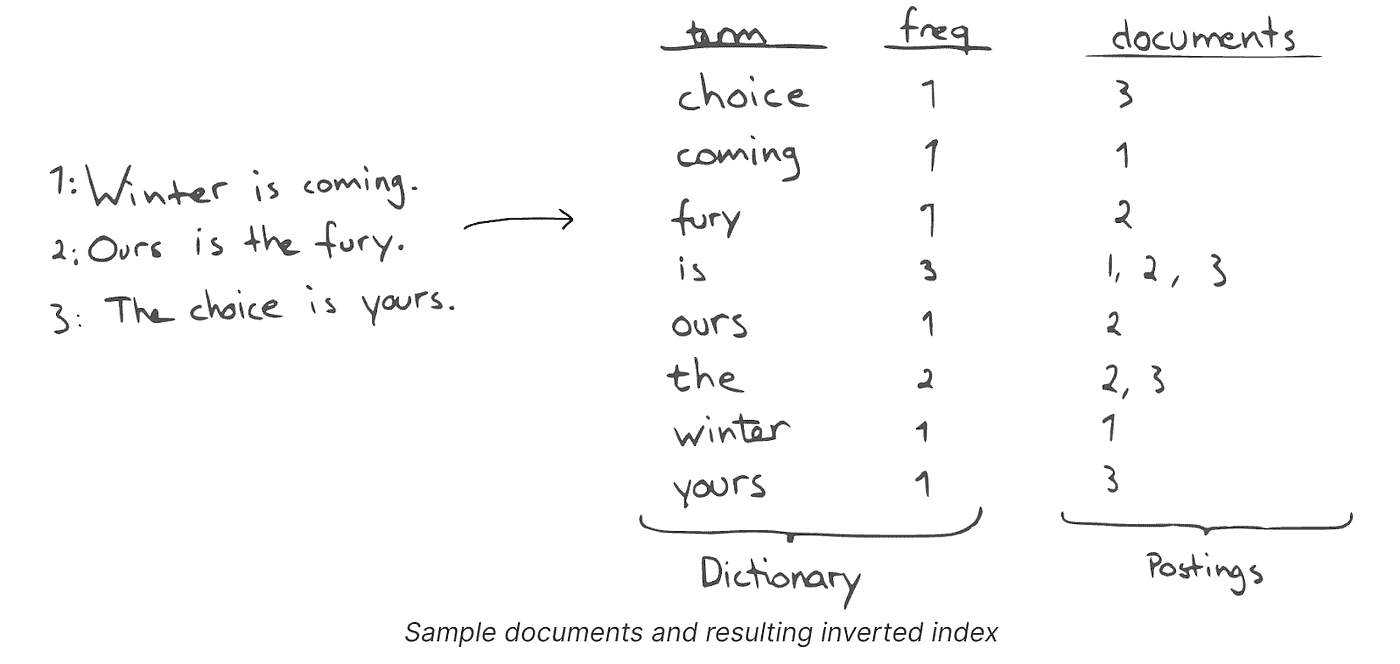 1: Winter is coming.
2: Ours is the fury.
3: The choice is yours.
term freq documents
choice 1 3
coming 1 1
fury 1 2
is 3 1, 2, 3
ours 1 2
the 2 2, 3
winter 1 1
yours 1 3
Dictionary Postings
Sample documents and resulting inverted index